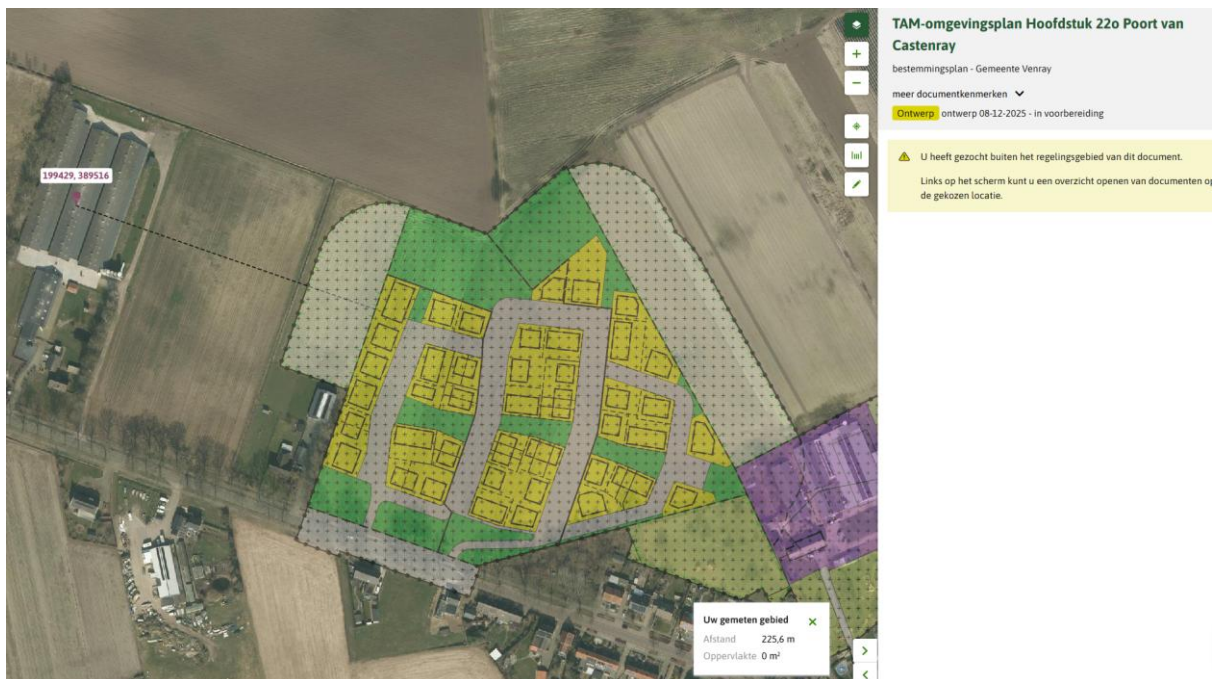 TAM-omgevingsplan Hoofdstuk 22o Poort van
Castenray
bestemmingsplan - Gemeente Venray
meer documentkenmerken
Ontwerp ontwerp 08-12-2025 - in voorbereiding
U heeft gezocht buiten het regelingsgebied van dit document.
Links op het scherm kunt u een overzicht openen van documenten op
de gekozen locatie.
199429, 389516
Uw gemeten gebied
Afstand 225,6 m
Oppervlakte 0 m²